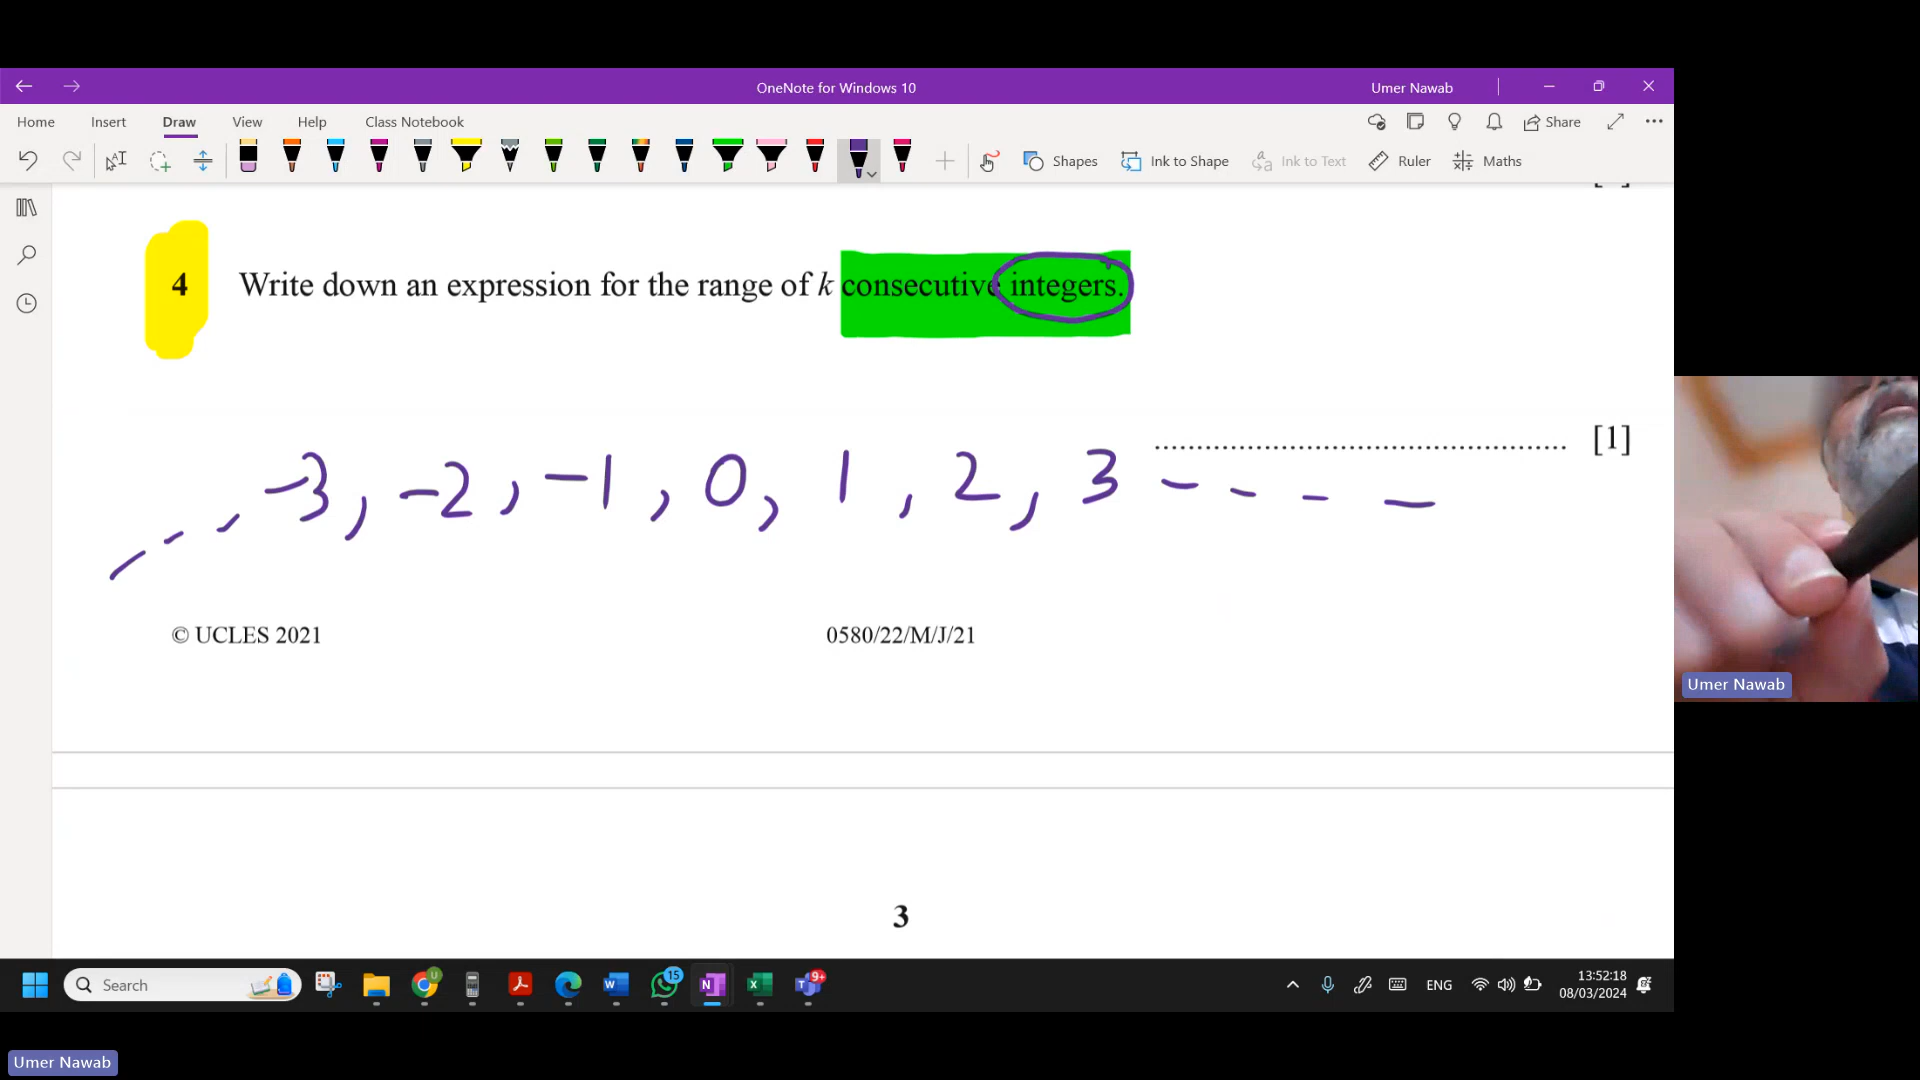 OneNote for Windows 10
Umer Nawab
Home Insert Draw View Help Class Notebook
Share
Shapes Ink to Shape Ink to Text Ruler Maths
4 Write down an expression for the range of k consecutive integers.
.......................................... [1]
-3, -2, -1, 0, 1, 2, 3 - - - -
© UCLES 2021 0580/22/M/J/21
Umer Nawab
3
Search
15
9+
ENG
13:52:18
08/03/2024
Umer Nawab